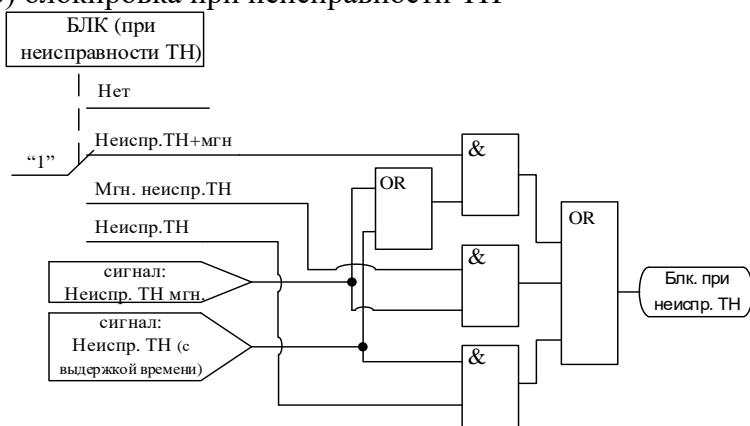 ) блокировка при неисправности ТН
БЛК (при
неисправности ТН)
Нет
Неиспр.ТН+мгн
“1”
Мгн. неиспр.ТН
Неиспр.ТН
&
OR
&
&
OR
сигнал:
Неиспр. ТН мгн.
сигнал:
Неиспр. ТН (с
выдержкой времени)
Блк. при
неиспр. ТН